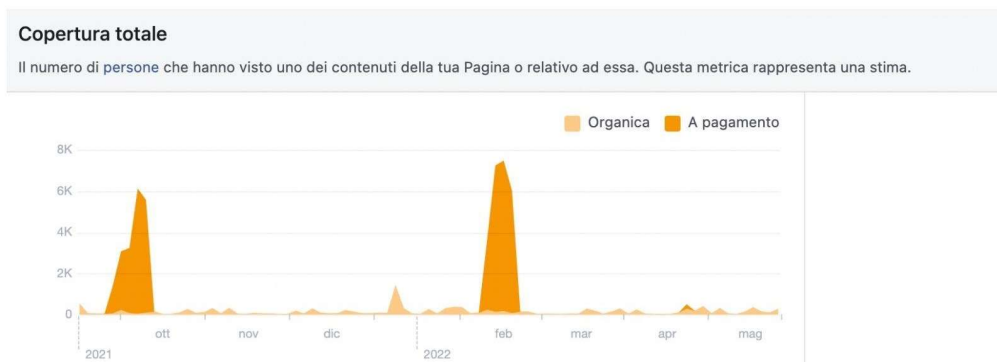 Copertura totale
Il numero di persone che hanno visto uno dei contenuti della tua Pagina o relativo ad essa. Questa metrica rappresenta una stima.
Organica A pagamento
8K
6K
4K
2K
0
ott nov dic feb mar apr mag
2021 2022